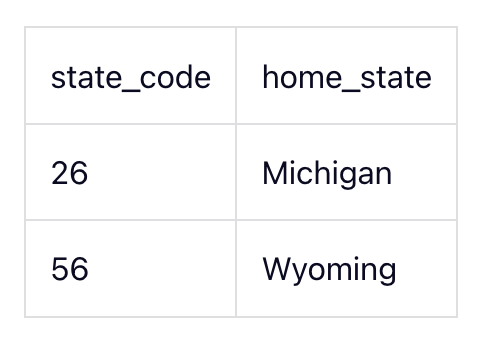 state_code home_state
26 Michigan
56 Wyoming